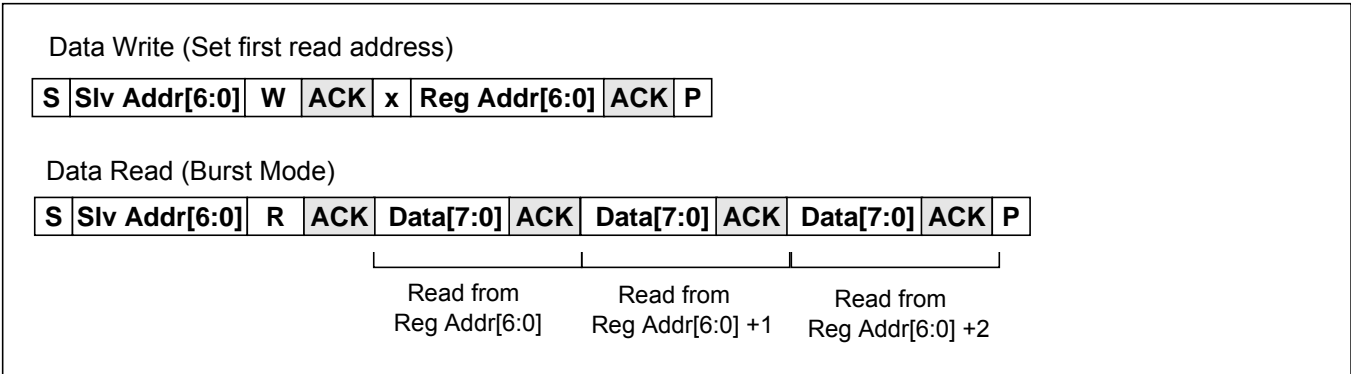 Data Write (Set first read address)
S Slv Addr[6:0] W ACK x Reg Addr[6:0] ACK P
Data Read (Burst Mode)
S Slv Addr[6:0] R ACK Data[7:0] ACK Data[7:0] ACK Data[7:0] ACK P
Read from Read from Read from
Reg Addr[6:0] Reg Addr[6:0] +1 Reg Addr[6:0] +2